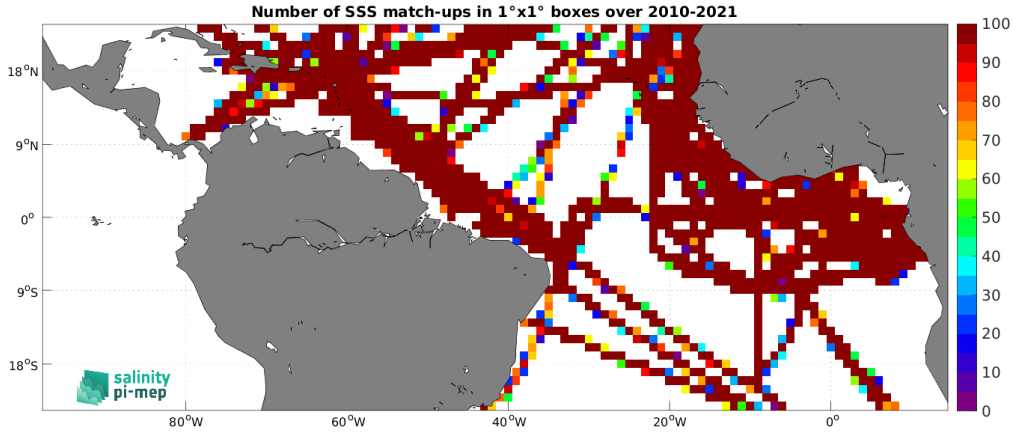 Number of SSS match-ups in 1°x1° boxes over 2010-2021
100
90
80
70
60
50
40
30
20
10
0
18°N
9°N
0°
9°S
18°S
salinity
pi-mep
80°W
60°W
40°W
20°W
0°